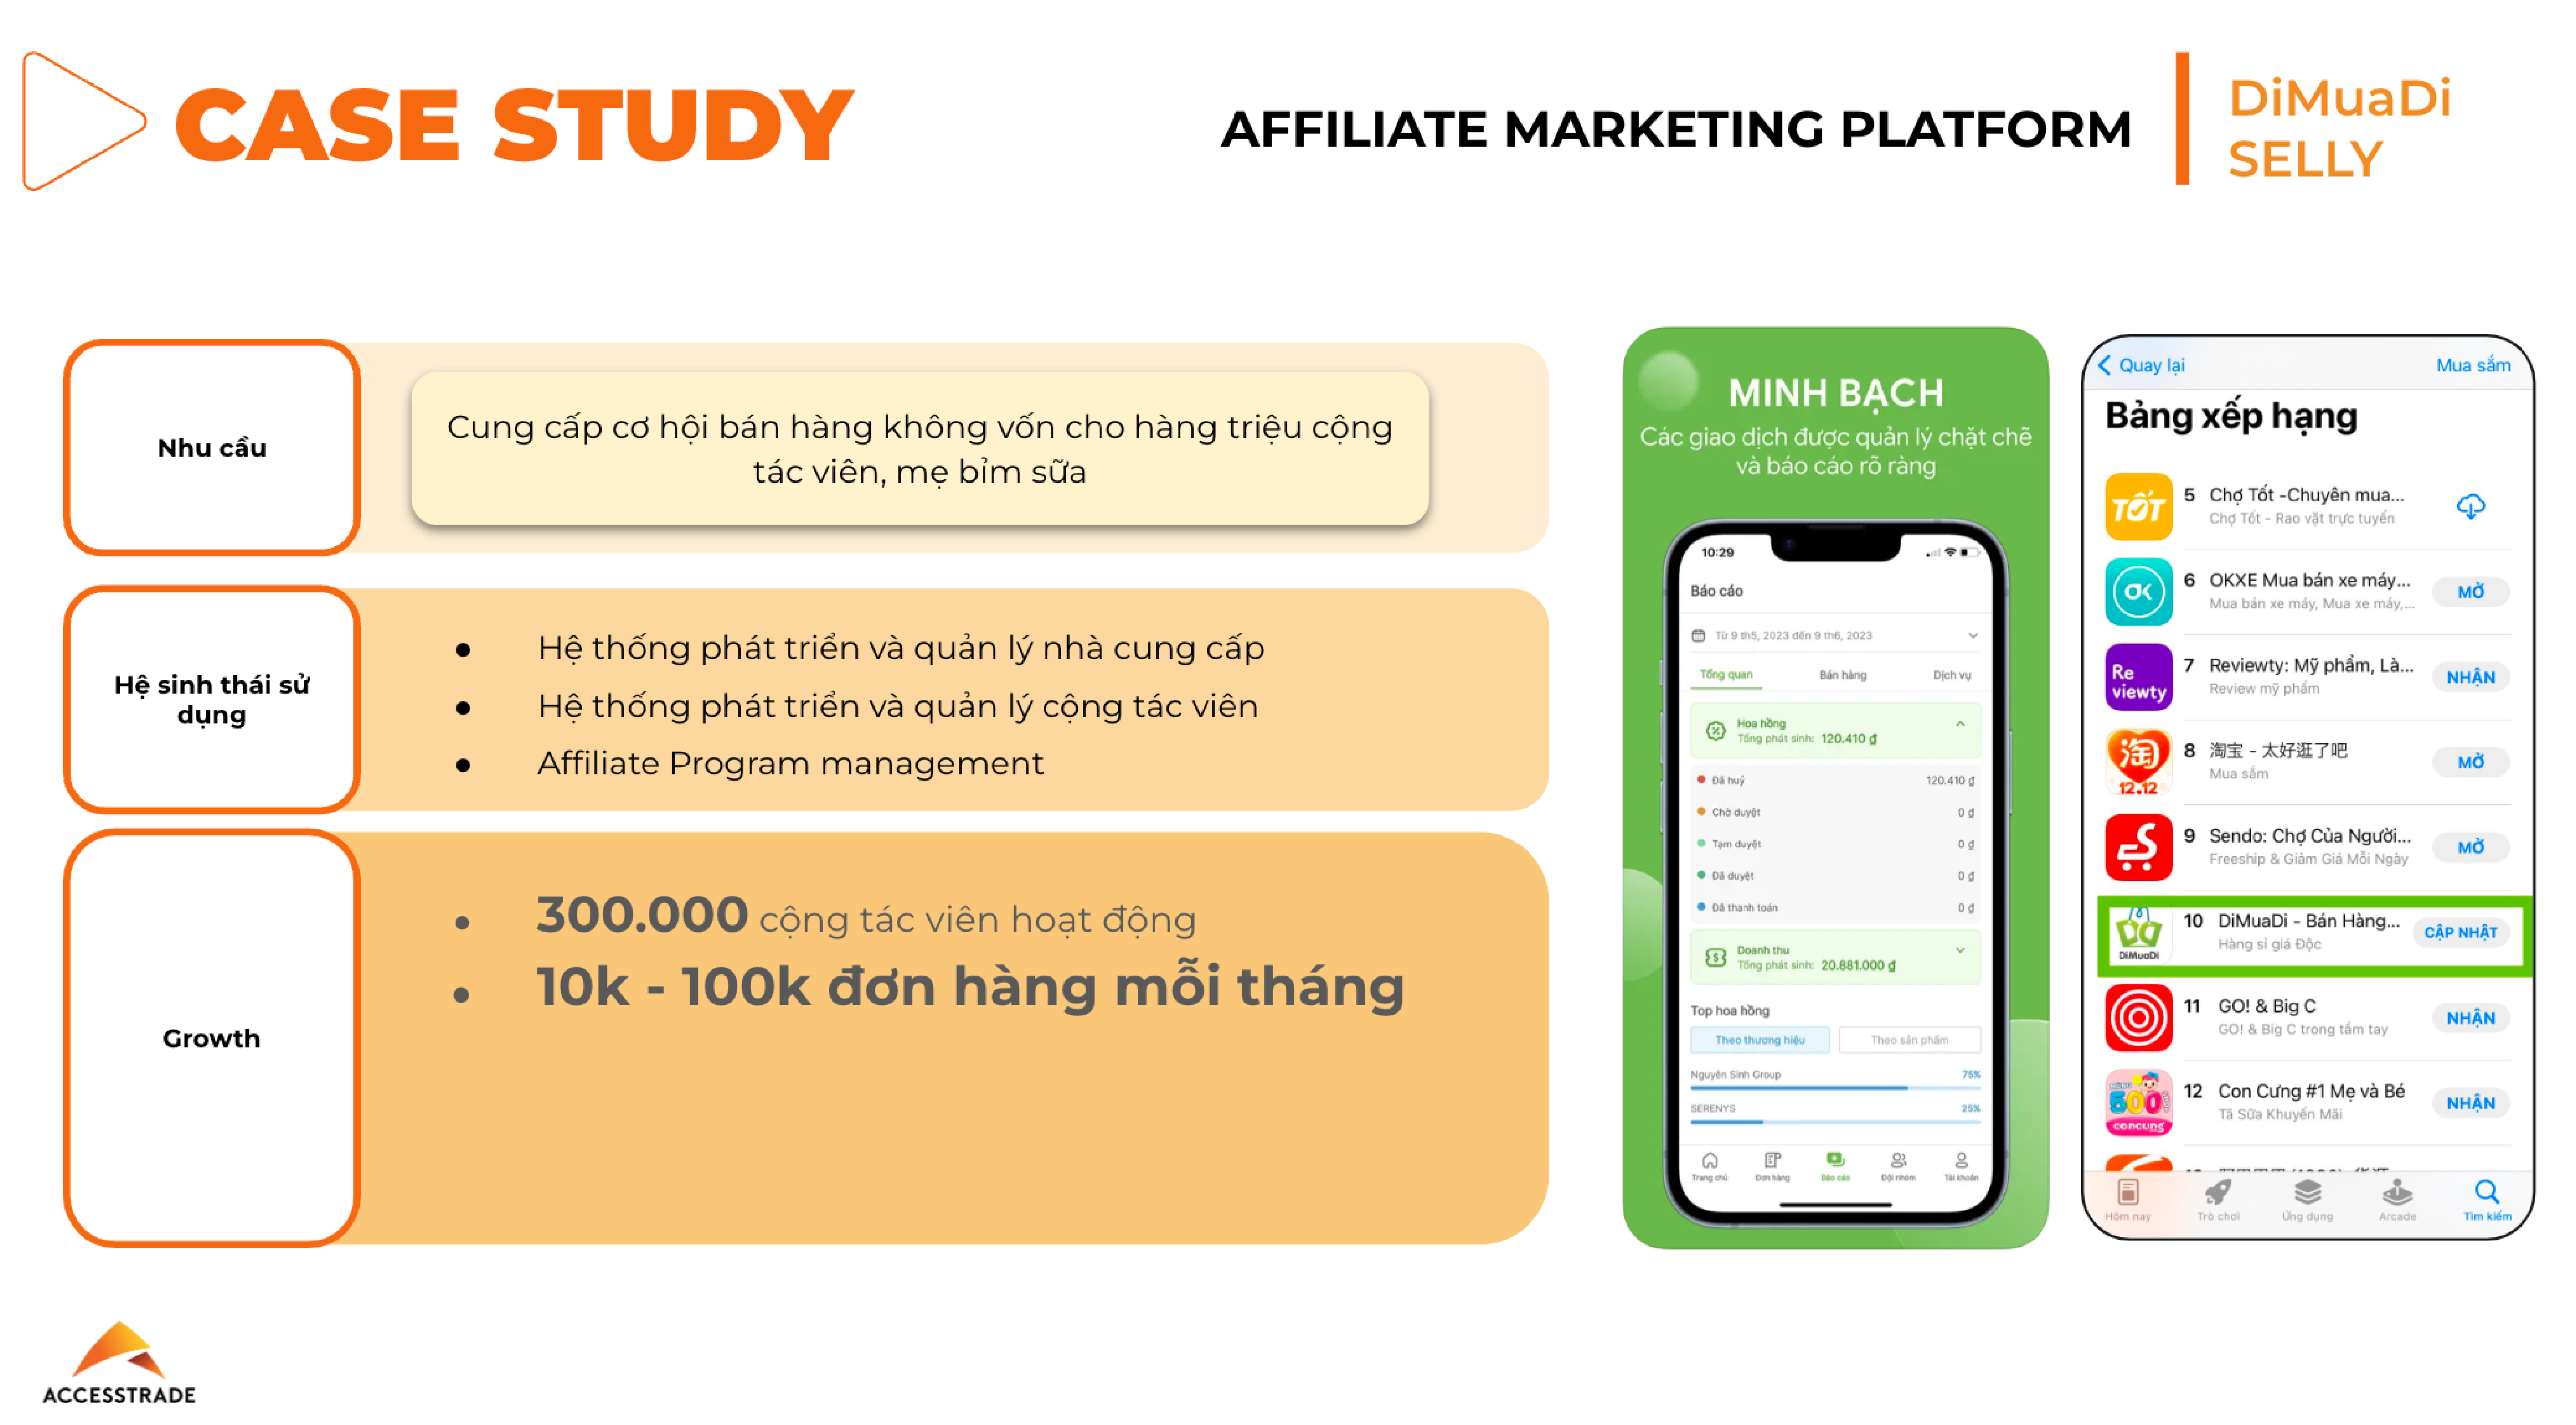 CASE STUDY
AFFILIATE MARKETING PLATFORM
DiMuaDi
SELLY
Nhu cầu
Cung cấp cơ hội bán hàng không vốn cho hàng triệu cộng
tác viên, mẹ bỉm sữa
Hệ sinh thái sử
dụng
● Hệ thống phát triển và quản lý nhà cung cấp
● Hệ thống phát triển và quản lý cộng tác viên
● Affiliate Program management
Growth
● 300.000 cộng tác viên hoạt động
● 10k - 100k đơn hàng mỗi tháng
MINH BẠCH
Các giao dịch được quản lý chặt chẽ
và báo cáo rõ ràng
10:29
Báo cáo
Từ 9 th5, 2023 đến 9 th6, 2023
Tổng quan Bán hàng Dịch vụ
Hoa hồng
Tổng phát sinh: 120.410 ₫
Đã huỷ 120.410 ₫
Chờ duyệt 0 ₫
Tạm duyệt 0 ₫
Đã duyệt 0 ₫
Đã thanh toán 0 ₫
Doanh thu
Tổng phát sinh: 20.881.000 ₫
Top hoa hồng
Theo thương hiệu Theo sản phẩm
Nguyên Sinh Group 75%
SERENYS 25%
Trang chủ Đơn hàng Báo cáo Đội nhóm Tài khoản
Quay lại Mua sắm
Bảng xếp hạng
TỐT
5 Chợ Tốt -Chuyên mua...
Chợ Tốt - Rao vặt trực tuyến
OK
6 OKXE Mua bán xe máy... MỞ
Mua bán xe máy, Mua xe máy,...
Re
viewty
7 Reviewty: Mỹ phẩm, Là... NHẬN
Review mỹ phẩm
淘
12.12
8 淘宝 - 太好逛了吧 MỞ
Mua sắm
9 Sendo: Chợ Của Người... MỞ
Freeship & Giảm Giá Mỗi Ngày
DiMuaDi
10 DiMuaDi - Bán Hàng... CẬP NHẬT
Hàng sỉ giá Độc
11 GO! & Big C NHẬN
GO! & Big C trong tầm tay
500
concung
12 Con Cưng #1 Mẹ và Bé NHẬN
Tã Sữa Khuyến Mãi
Hôm nay Trò chơi Ứng dụng Arcade Tìm kiếm
ACCESSTRADE